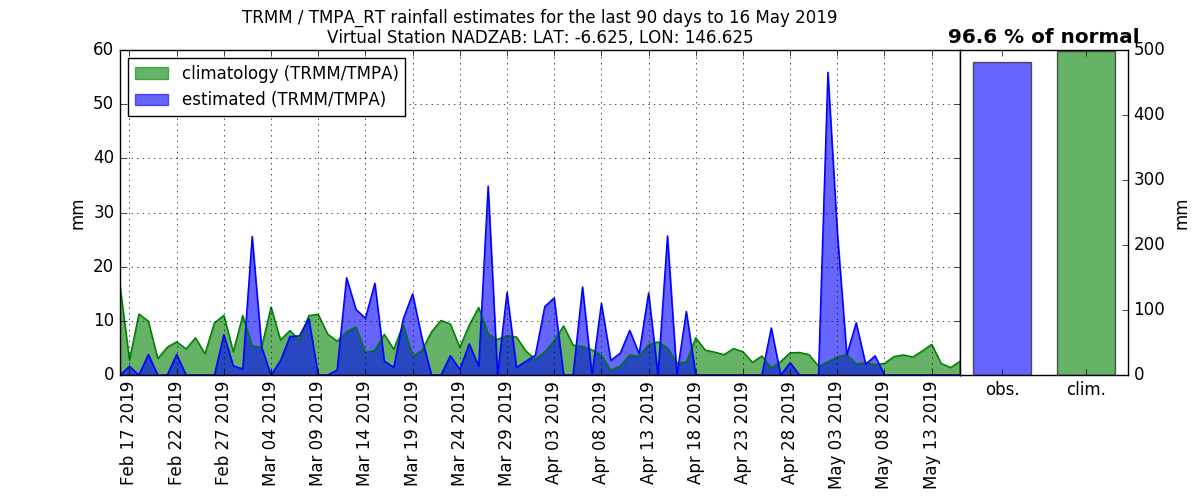 TRMM / TMPA_RT rainfall estimates for the last 90 days to 16 May 2019
Virtual Station NADZAB: LAT: -6.625, LON: 146.625
96.6 % of normal
climatology (TRMM/TMPA)
estimated (TRMM/TMPA)
60
50
40
30
20
10
0
mm
Feb 17 2019
Feb 22 2019
Feb 27 2019
Mar 04 2019
Mar 09 2019
Mar 14 2019
Mar 19 2019
Mar 24 2019
Mar 29 2019
Apr 03 2019
Apr 08 2019
Apr 13 2019
Apr 18 2019
Apr 23 2019
Apr 28 2019
May 03 2019
May 08 2019
May 13 2019
obs.
clim.
500
400
300
200
100
0
mm